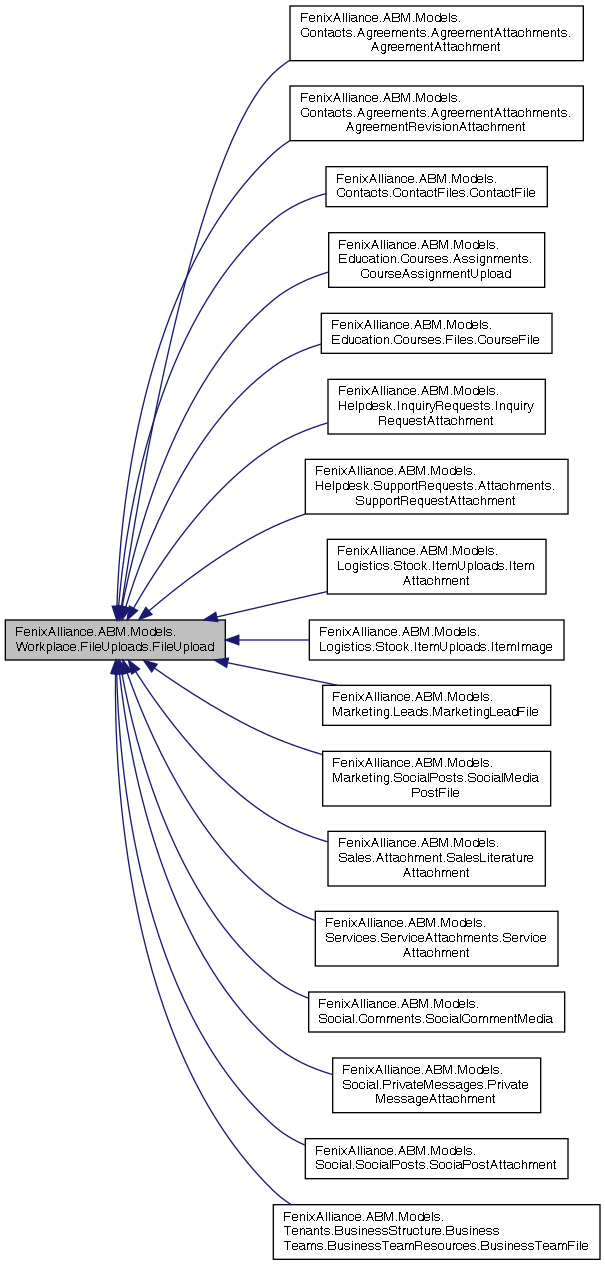 FenixAlliance.ABM.Models.
Contacts.Agreements.AgreementAttachments.
AgreementAttachment
FenixAlliance.ABM.Models.
Contacts.Agreements.AgreementAttachments.
AgreementRevisionAttachment
FenixAlliance.ABM.Models.
Contacts.ContactFiles.ContactFile
FenixAlliance.ABM.Models.
Education.Courses.Assignments.
CourseAssignmentUpload
FenixAlliance.ABM.Models.
Education.Courses.Files.CourseFile
FenixAlliance.ABM.Models.
Helpdesk.InquiryRequests.Inquiry
RequestAttachment
FenixAlliance.ABM.Models.
Helpdesk.SupportRequests.Attachments.
SupportRequestAttachment
FenixAlliance.ABM.Models.
Logistics.Stock.ItemUploads.Item
Attachment
FenixAlliance.ABM.Models.
Workplace.FileUploads.FileUpload
FenixAlliance.ABM.Models.
Logistics.Stock.ItemUploads.ItemImage
FenixAlliance.ABM.Models.
Marketing.Leads.MarketingLeadFile
FenixAlliance.ABM.Models.
Marketing.SocialPosts.SocialMedia
PostFile
FenixAlliance.ABM.Models.
Sales.Attachment.SalesLiterature
Attachment
FenixAlliance.ABM.Models.
Services.ServiceAttachments.Service
Attachment
FenixAlliance.ABM.Models.
Social.Comments.SocialCommentMedia
FenixAlliance.ABM.Models.
Social.PrivateMessages.Private
MessageAttachment
FenixAlliance.ABM.Models.
Social.SocialPosts.SociaPostAttachment
FenixAlliance.ABM.Models.
Tenants.BusinessStructure.Business
Teams.BusinessTeamResources.BusinessTeamFile